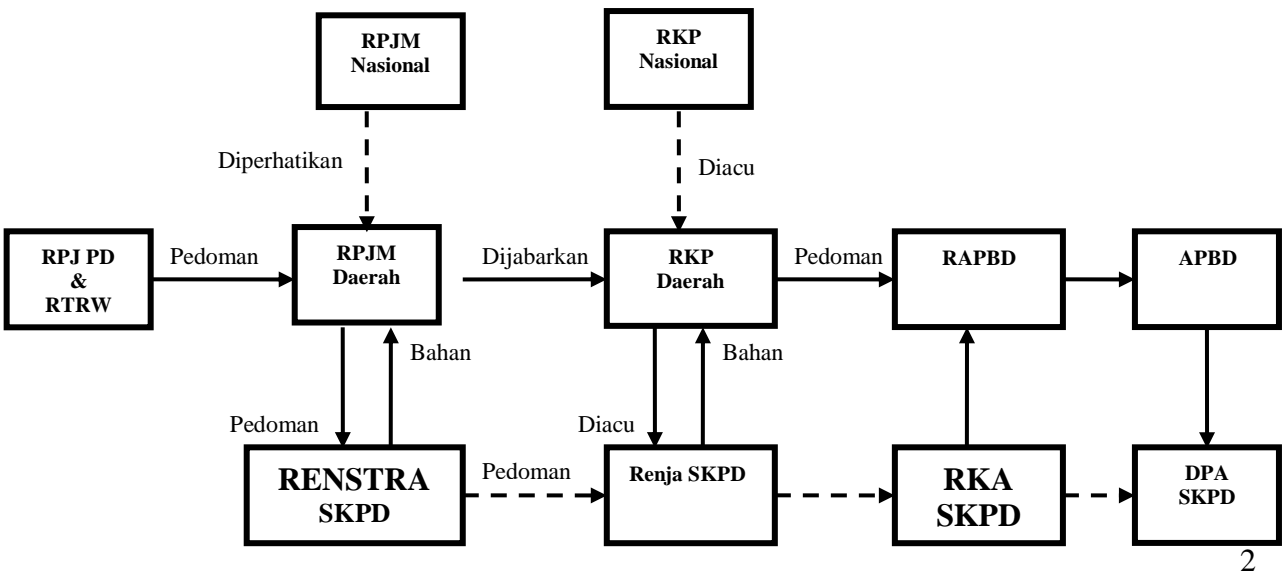 RPJM
Nasional
RKP
Nasional
Diperhatikan
Diacu
RPJ PD
&
RTRW
Pedoman
RPJM
Daerah
Dijabarkan
RKP
Daerah
Pedoman
RAPBD
APBD
Bahan
Bahan
Pedoman
Diacu
RENSTRA
SKPD
Pedoman
Renja SKPD
RKA
SKPD
DPA
SKPD
2